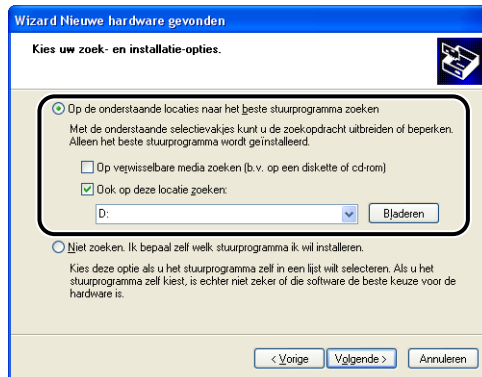 Wizard Nieuwe hardware gevonden
Kies uw zoek- en installatie-opties.
Op de onderstaande locaties naar het beste stuurprogramma zoeken
Met de onderstaande selectievakjes kunt u de zoekopdracht uitbreiden of beperken.
Alleen het beste stuurprogramma wordt geïnstalleerd.
Op verwisselbare media zoeken (b.v. op een diskette of cd-rom)
Ook op deze locatie zoeken:
D:
Bladeren
Niet zoeken. Ik bepaal zelf welk stuurprogramma ik wil installeren.
Kies deze optie als u het stuurprogramma zelf in een lijst wilt selecteren. Als u het
stuurprogramma zelf kiest, is echter niet zeker of die software de beste keuze voor de
hardware is.
< Vorige
Volgende >
Annuleren